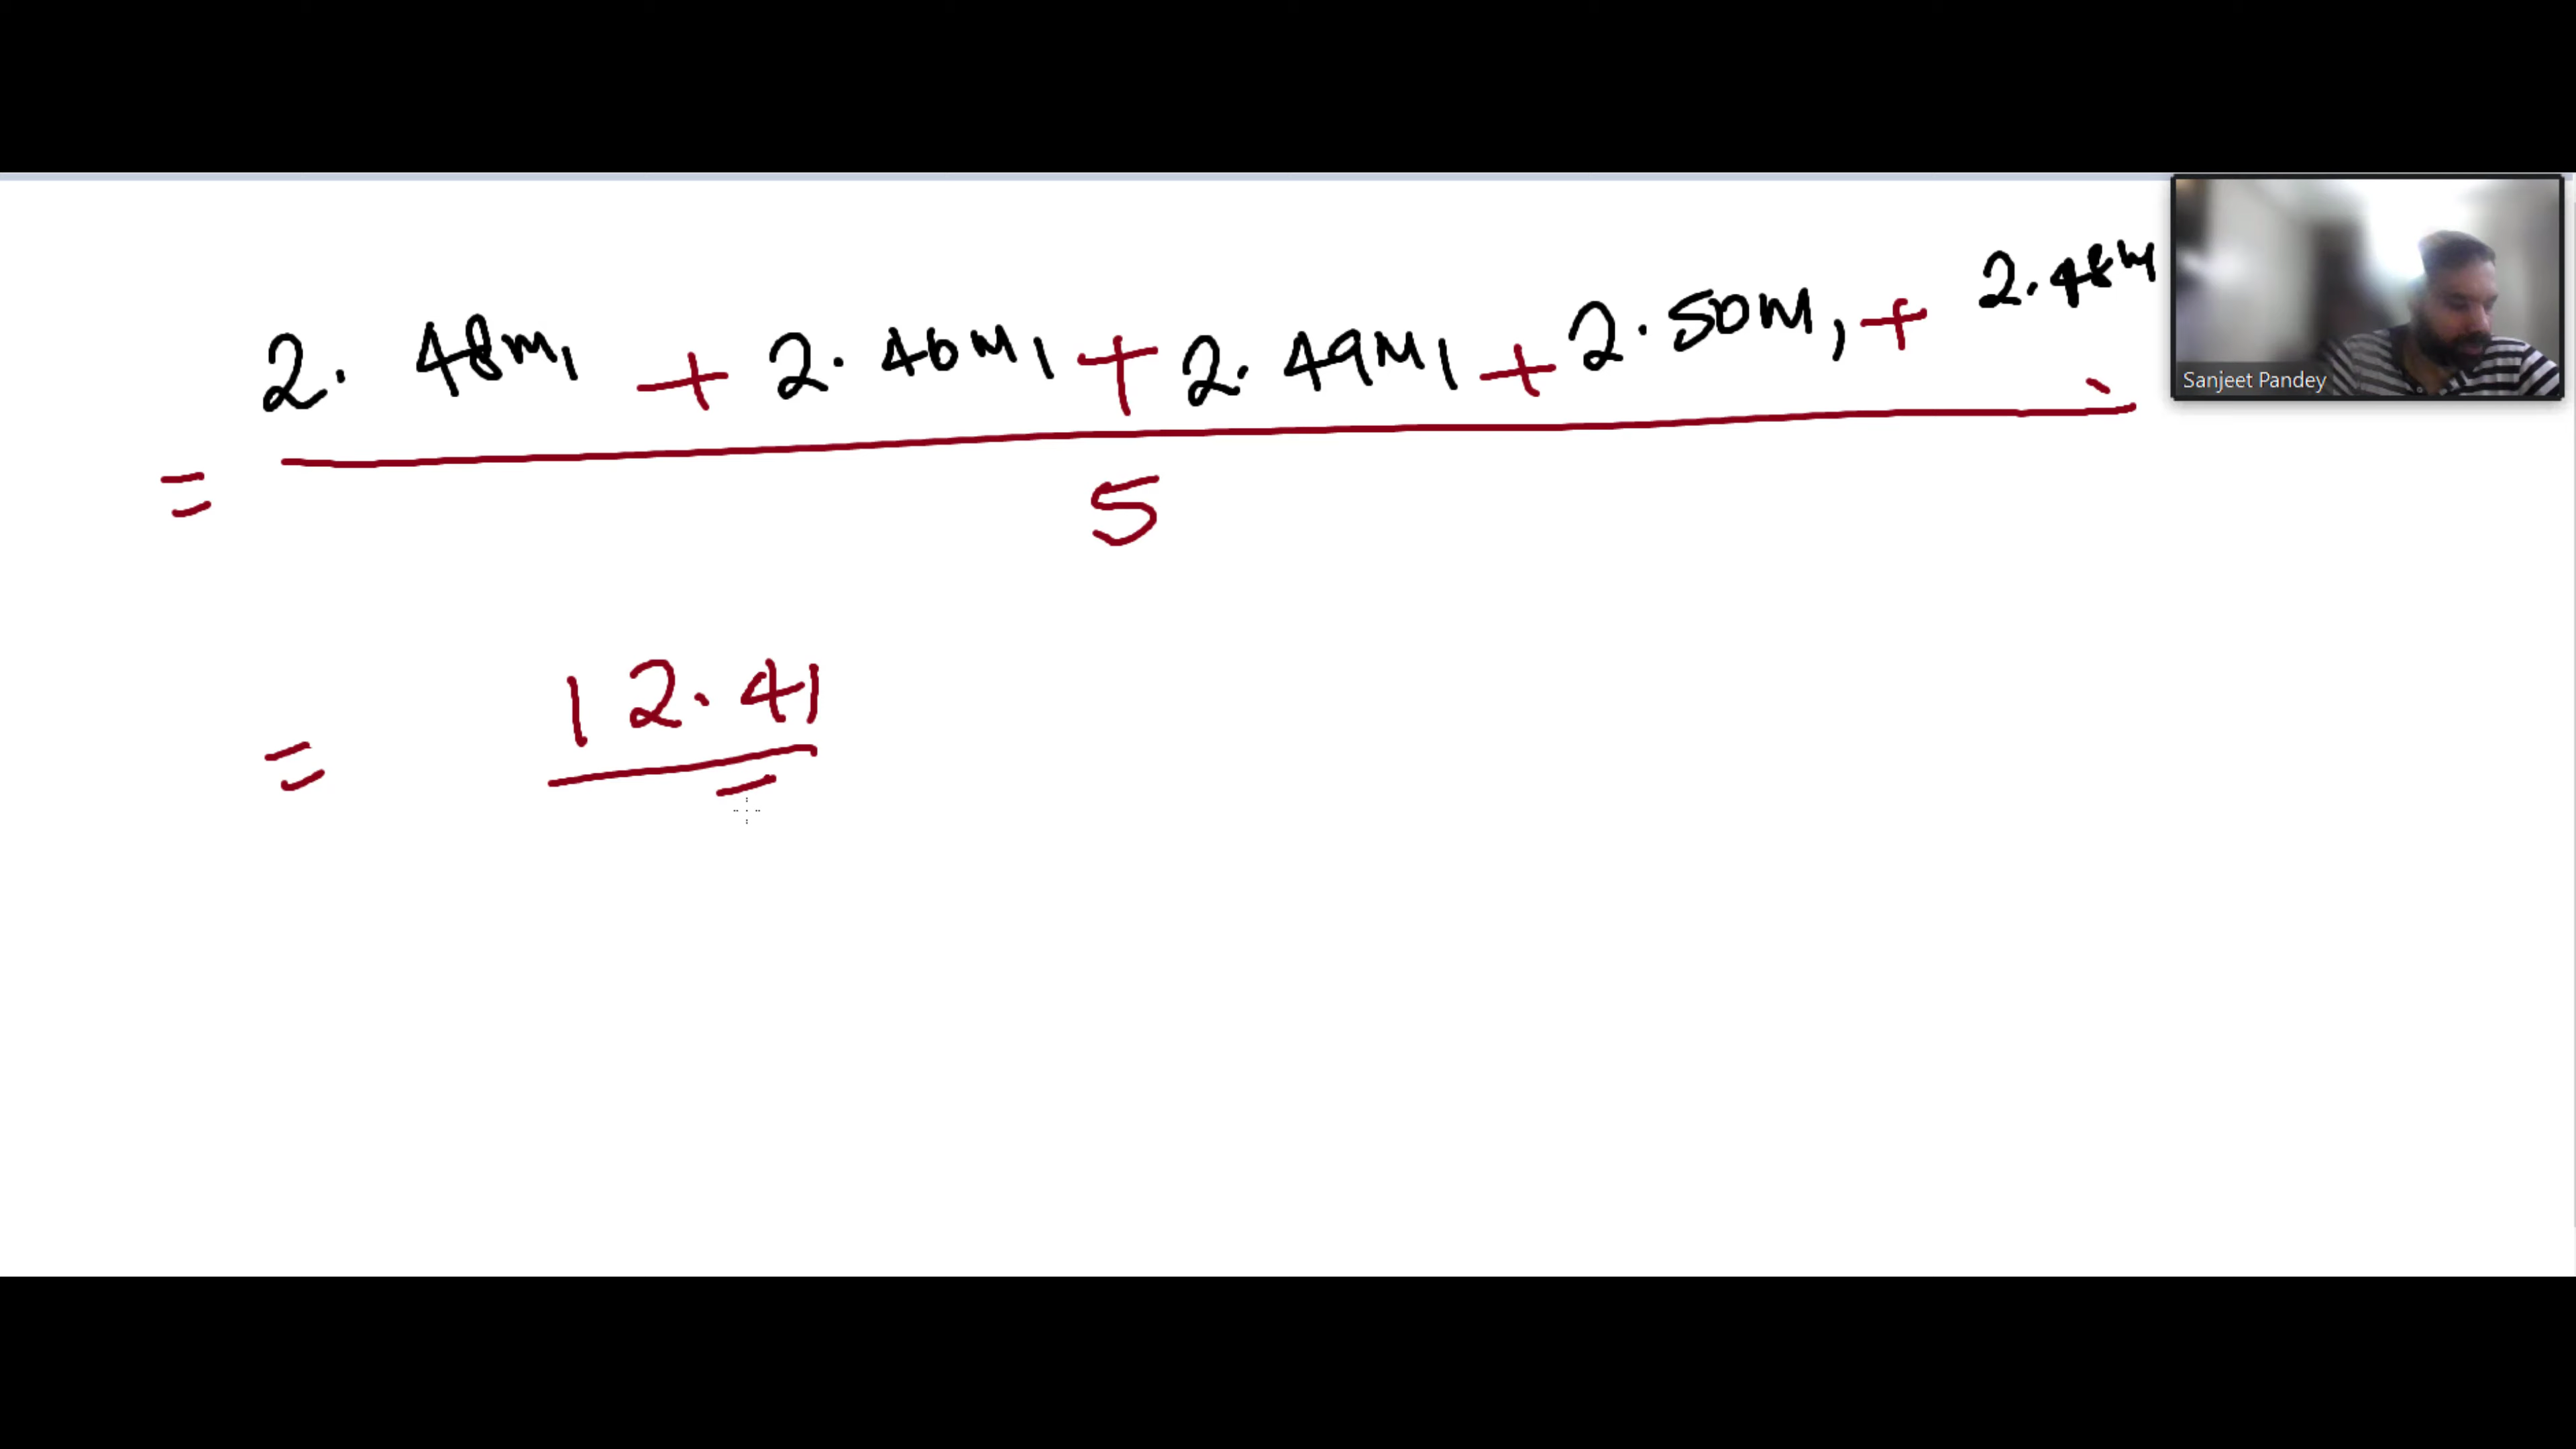 2. 48m, + 2. 46m, + 2. 49m, + 2. 50m, + 2. 48m
=
5
= 12.41
Sanjeet Pandey